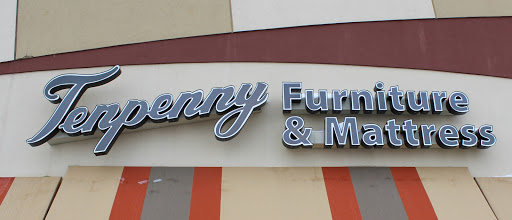 Tenpenny Furniture
& Mattress